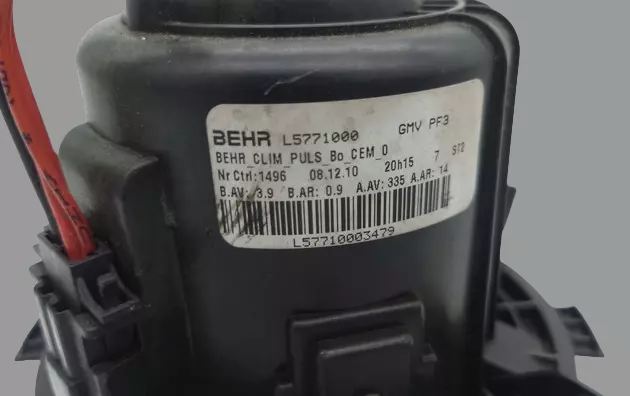 BEHR L5771000 GMV PF3
BEHR_CLIM_PULS_Bo_CEM_0
Nr Ctrl:1496 08.12.10 20h15 7 ST2
B.AV: 3.9 B.AR: 0.9 A.AV: 335 A.AR: 14
L57710003479